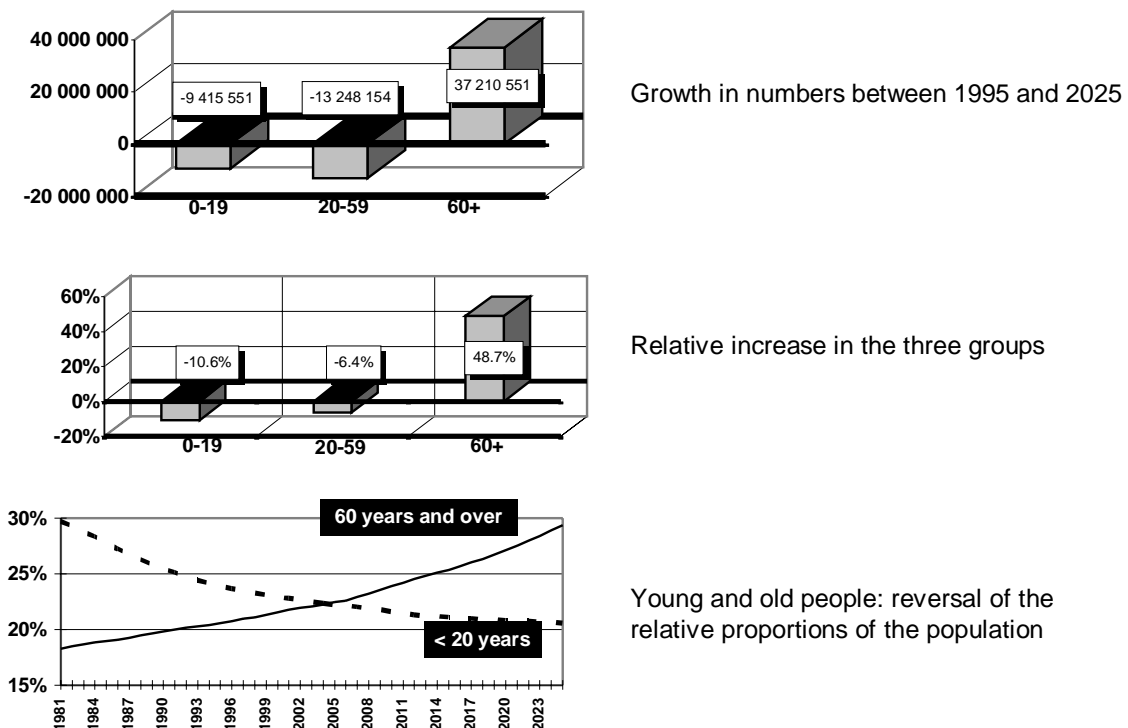 40 000 000
20 000 000
0
-20 000 000
-9 415 551
-13 248 154
37 210 551
0-19
20-59
60+
Growth in numbers between 1995 and 2025
60%
40%
20%
0%
-20%
-10.6%
-6.4%
48.7%
0-19
20-59
60+
Relative increase in the three groups
30%
25%
20%
15%
60 years and over
< 20 years
1981
1984
1987
1990
1993
1996
1999
2002
2005
2008
2011
2014
2017
2020
2023
Young and old people: reversal of the
relative proportions of the population